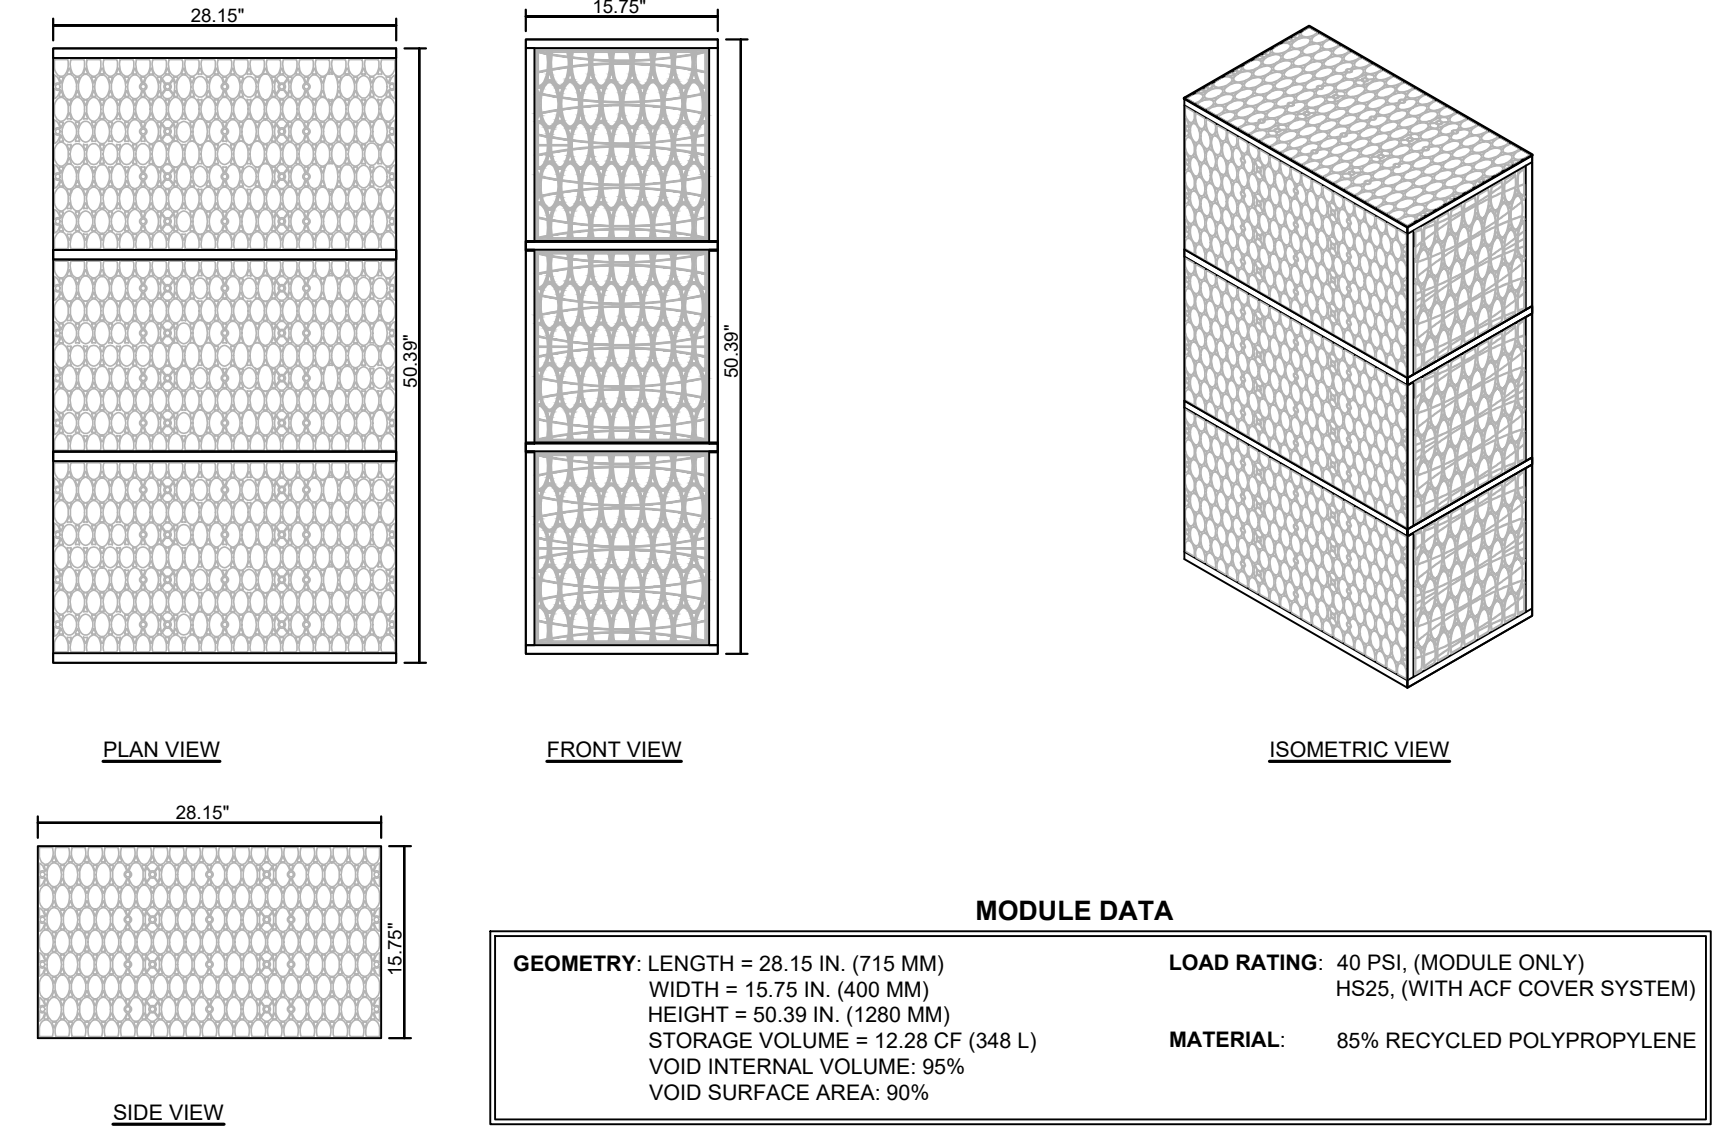 28.15"
15.75"
50.39"
50.39"
PLAN VIEW
FRONT VIEW
ISOMETRIC VIEW
28.15"
15.75"
SIDE VIEW
MODULE DATA
GEOMETRY: LENGTH = 28.15 IN. (715 MM)
WIDTH = 15.75 IN. (400 MM)
HEIGHT = 50.39 IN. (1280 MM)
STORAGE VOLUME = 12.28 CF (348 L)
VOID INTERNAL VOLUME: 95%
VOID SURFACE AREA: 90%
LOAD RATING: 40 PSI, (MODULE ONLY)
HS25, (WITH ACF COVER SYSTEM)
MATERIAL: 85% RECYCLED POLYPROPYLENE